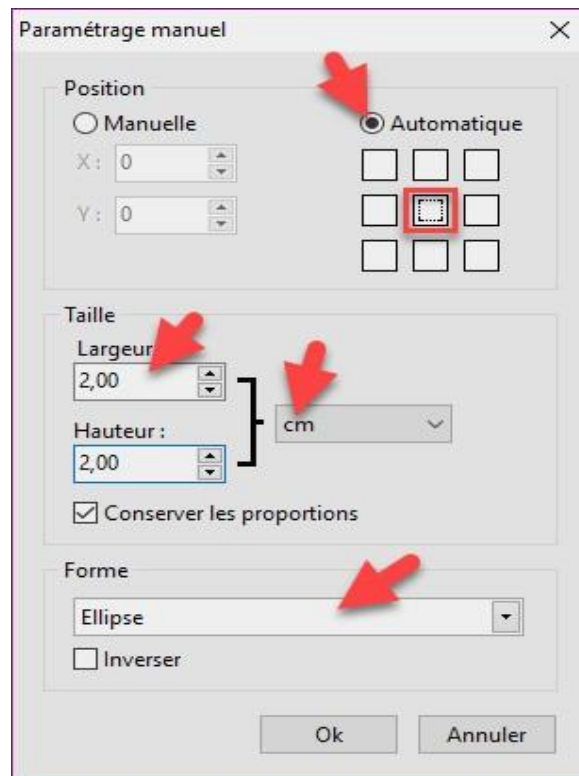 Paramétrage manuel
Position
Manuelle
Automatique
X : 0
Y : 0
Taille
Largeur
2,00
cm
Hauteur :
2,00
Conserver les proportions
Forme
Ellipse
Inverser
Ok
Annuler